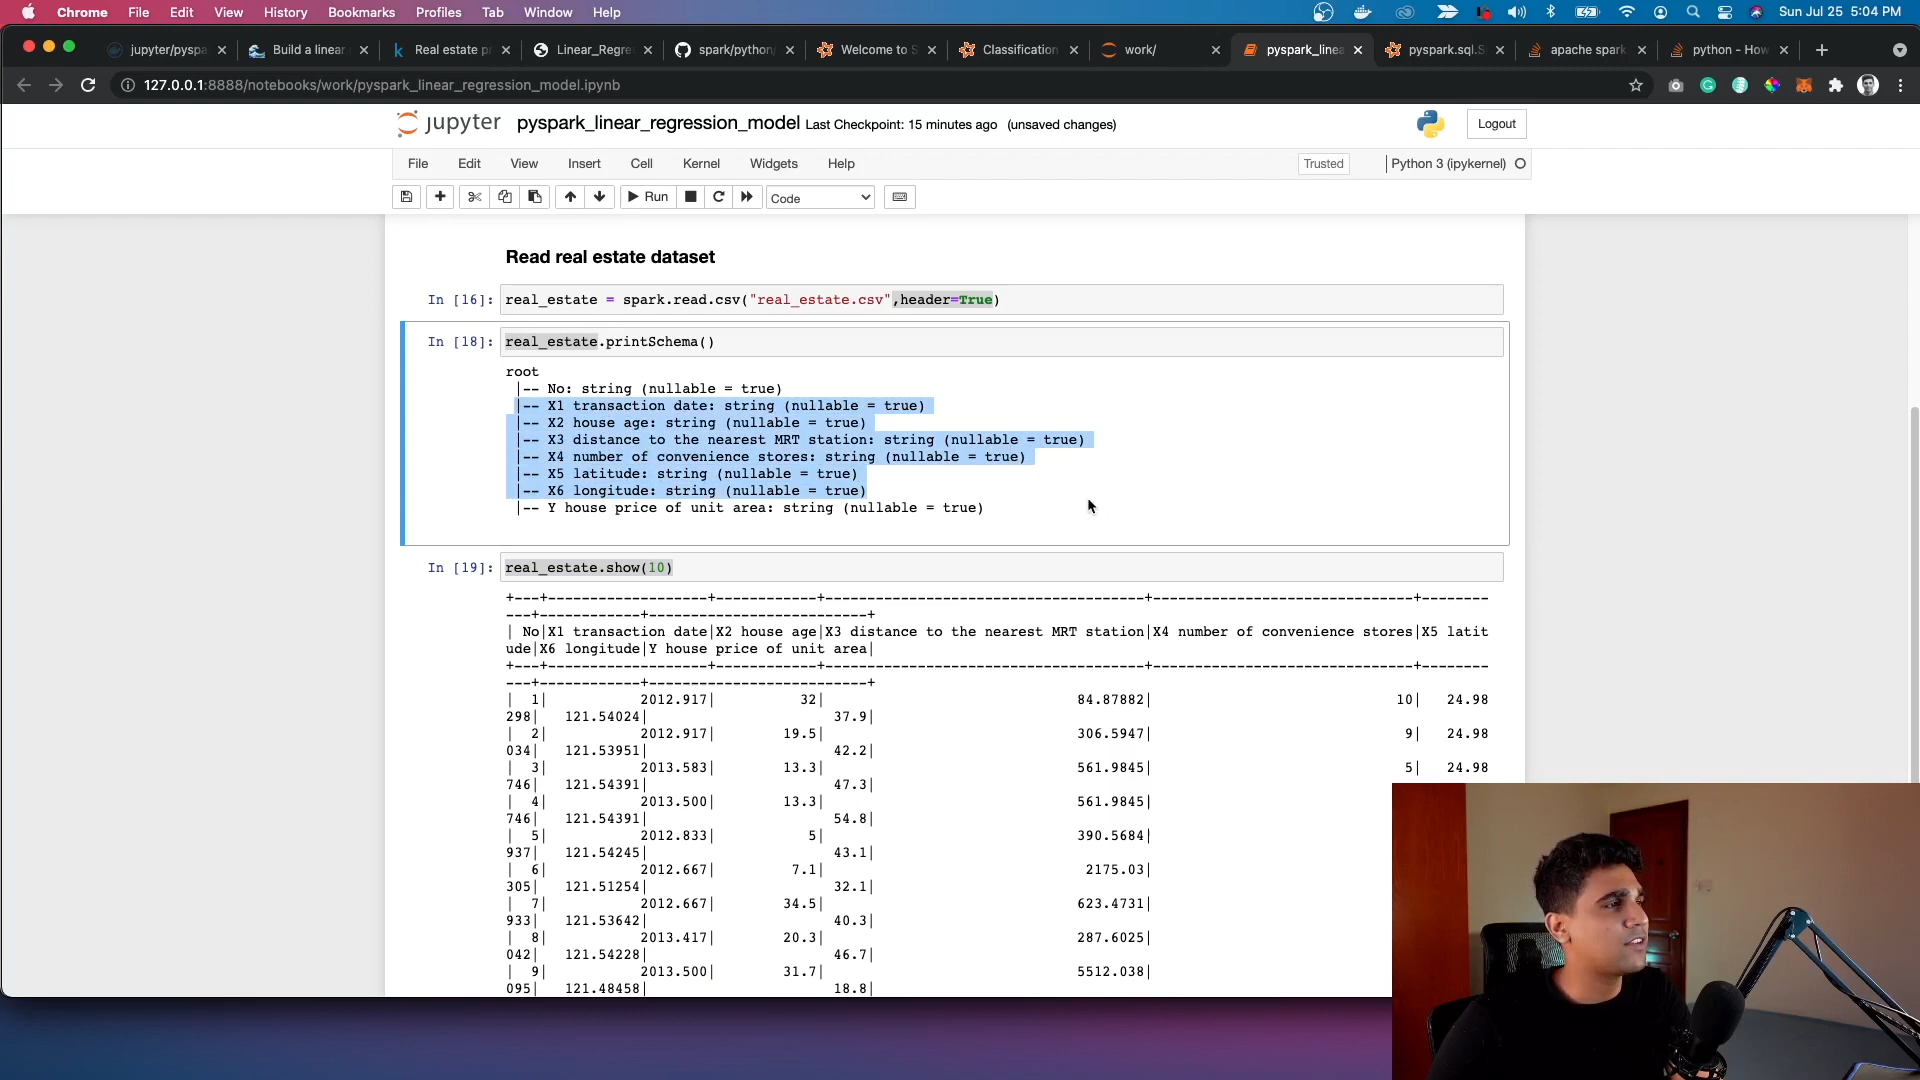 Chrome File Edit View History Bookmarks Profiles Tab Window Help Sun Jul 25 5:04 PM
jupyter/pyspa Build a linear Real estate p Linear_Regre spark/python/ Welcome to S Classification work/ pyspark_linea pyspark.sql.S apache spark python - How
127.0.0.1:8888/notebooks/work/pyspark_linear_regression_model.ipynb
jupyter pyspark_linear_regression_model Last Checkpoint: 15 minutes ago (unsaved changes) Logout
File Edit View Insert Cell Kernel Widgets Help Trusted Python 3 (ipykernel)
Run Code
Read real estate dataset
In [16]: real_estate = spark.read.csv("real_estate.csv",header=True)
In [18]: real_estate.printSchema()
root
|-- No: string (nullable = true)
|-- X1 transaction date: string (nullable = true)
|-- X2 house age: string (nullable = true)
|-- X3 distance to the nearest MRT station: string (nullable = true)
|-- X4 number of convenience stores: string (nullable = true)
|-- X5 latitude: string (nullable = true)
|-- X6 longitude: string (nullable = true)
|-- Y house price of unit area: string (nullable = true)
In [19]: real_estate.show(10)
+---+-------------------+------------+--------------------------------------+-------------------------------+--------
---+------------+--------------------------+
| No|X1 transaction date|X2 house age|X3 distance to the nearest MRT station|X4 number of convenience stores|X5 latit
ude|X6 longitude|Y house price of unit area|
+---+-------------------+------------+--------------------------------------+-------------------------------+--------
---+------------+--------------------------+
| 1| 2012.917| 32| 84.87882| 10| 24.98
298| 121.54024| 37.9|
| 2| 2012.917| 19.5| 306.5947| 9| 24.98
034| 121.53951| 42.2|
| 3| 2013.583| 13.3| 561.9845| 5| 24.98
746| 121.54391| 47.3|
| 4| 2013.500| 13.3| 561.9845|
746| 121.54391| 54.8|
| 5| 2012.833| 5| 390.5684|
937| 121.54245| 43.1|
| 6| 2012.667| 7.1| 2175.03|
305| 121.51254| 32.1|
| 7| 2012.667| 34.5| 623.4731|
933| 121.53642| 40.3|
| 8| 2013.417| 20.3| 287.6025|
042| 121.54228| 46.7|
| 9| 2013.500| 31.7| 5512.038|
095| 121.48458| 18.8|